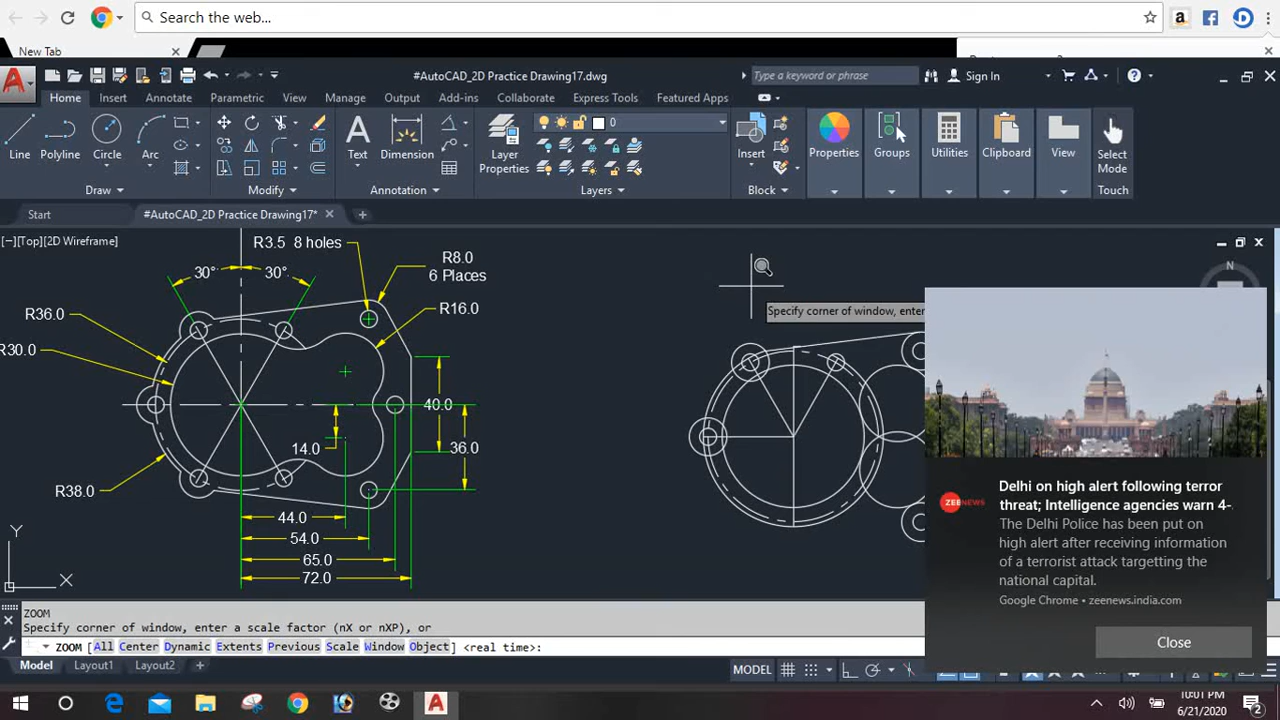 Search the web...
New Tab
#AutoCAD_2D Practice Drawing17.dwg
Type a keyword or phrase
Sign In
Home
Insert
Annotate
Parametric
View
Manage
Output
Add-ins
Collaborate
Express Tools
Featured Apps
0
Line
Polyline
Circle
Arc
Text
Dimension
Layer
Properties
Insert
Properties
Groups
Utilities
Clipboard
View
Select
Mode
Draw
Modify
Annotation
Layers
Block
Touch
Start
#AutoCAD_2D Practice Drawing17*
[−][Top][2D Wireframe]
R3.5 8 holes
R8.0
6 Places
30°
30°
R16.0
R36.0
R30.0
40.0
14.0
36.0
R38.0
44.0
54.0
65.0
72.0
Y
X
N
Specify corner of window, enter
Delhi on high alert following terror
threat; Intelligence agencies warn 4-
The Delhi Police has been put on
high alert after receiving information
of a terrorist attack targetting the
national capital.
Google Chrome • zeenews.india.com
ZEE NEWS
Close
ZOOM
Specify corner of window, enter a scale factor (nX or nXP), or
ZOOM [All Center Dynamic Extents Previous Scale Window Object] <real time>:
Model
Layout1
Layout2
MODEL
10:01 PM
6/21/2020
2